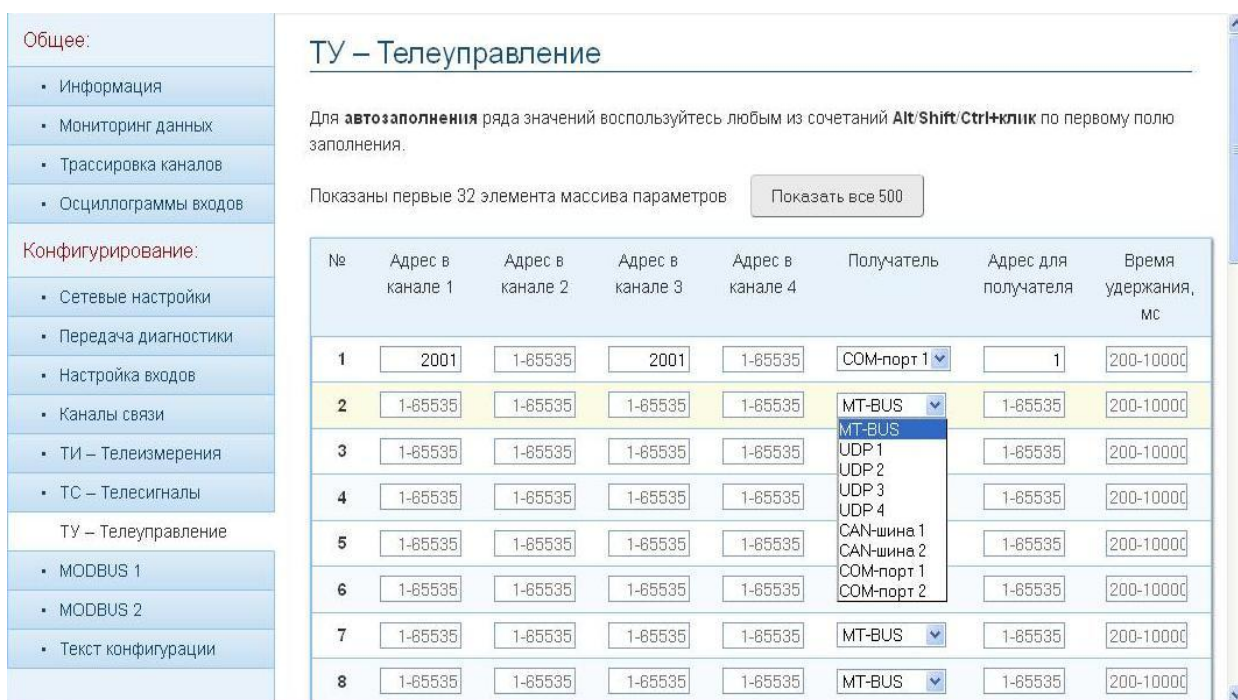 Общее:
Информация
Мониторинг данных
Трассировка каналов
Осциллограммы входов
Конфигурирование:
Сетевые настройки
Передача диагностики
Настройка входов
Каналы связи
ТИ – Телеизмерения
ТС – Телесигналы
ТУ – Телеуправление
MODBUS 1
MODBUS 2
Текст конфигурации
ТУ – Телеуправление
Для автозаполнения ряда значений воспользуйтесь любым из сочетаний Alt/Shift/Ctrl+клик по первому полю
заполнения.
Показаны первые 32 элемента массива параметров Показать все 500
№ Адрес в канале 1 Адрес в канале 2 Адрес в канале 3 Адрес в канале 4 Получатель Адрес для получателя Время удержания, мс
1 2001 1-65535 2001 1-65535 COM-порт 1 1 200-10000
2 1-65535 1-65535 1-65535 1-65535 MT-BUS 1-65535 200-10000
MT-BUS
UDP 1
UDP 2
UDP 3
UDP 4
CAN-шина 1
CAN-шина 2
COM-порт 1
COM-порт 2
3 1-65535 1-65535 1-65535 1-65535 1-65535 200-10000
4 1-65535 1-65535 1-65535 1-65535 1-65535 200-10000
5 1-65535 1-65535 1-65535 1-65535 1-65535 200-10000
6 1-65535 1-65535 1-65535 1-65535 1-65535 200-10000
7 1-65535 1-65535 1-65535 1-65535 MT-BUS 1-65535 200-10000
8 1-65535 1-65535 1-65535 1-65535 MT-BUS 1-65535 200-10000